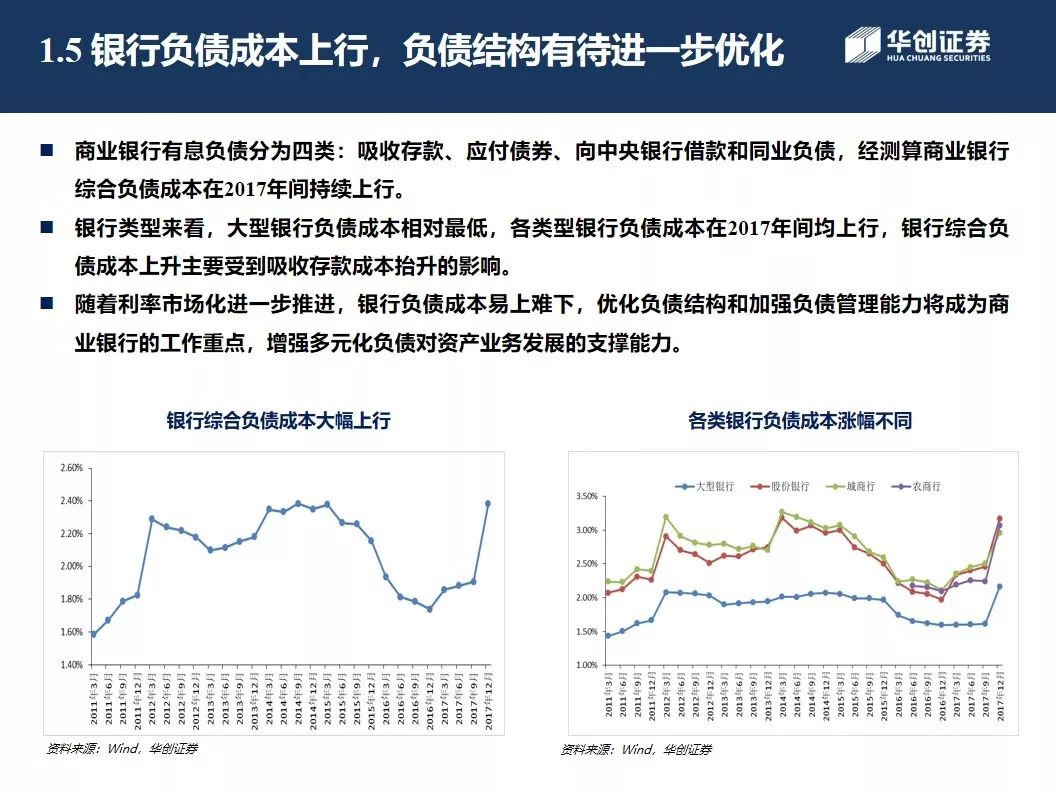 1.5 银行负债成本上行，负债结构有待进一步优化
华创证券
HUA CHUANG SECURITIES
商业银行有息负债分为四类：吸收存款、应付债券、向中央银行借款和同业负债，经测算商业银行
综合负债成本在2017年间持续上行。
银行类型来看，大型银行负债成本相对最低，各类型银行负债成本在2017年间均上行，银行综合负
债成本上升主要受到吸收存款成本抬升的影响。
随着利率市场化进一步推进，银行负债成本易上难下，优化负债结构和加强负债管理能力将成为商
业银行的工作重点，增强多元化负债对资产业务发展的支撑能力。
银行综合负债成本大幅上行
2.60%
2.40%
2.20%
2.00%
1.80%
1.60%
1.40%
2011年3月
2011年6月
2011年9月
2011年12月
2012年3月
2012年6月
2012年9月
2012年12月
2013年3月
2013年6月
2013年9月
2013年12月
2014年3月
2014年6月
2014年9月
2014年12月
2015年3月
2015年6月
2015年9月
2015年12月
2016年3月
2016年6月
2016年9月
2016年12月
2017年3月
2017年6月
2017年9月
2017年12月
资料来源：Wind，华创证券
各类银行负债成本涨幅不同
大型银行 股份银行 城商行 农商行
3.50%
3.00%
2.50%
2.00%
1.50%
1.00%
2011年3月
2011年6月
2011年9月
2011年12月
2012年3月
2012年6月
2012年9月
2012年12月
2013年3月
2013年6月
2013年9月
2013年12月
2014年3月
2014年6月
2014年9月
2014年12月
2015年3月
2015年6月
2015年9月
2015年12月
2016年3月
2016年6月
2016年9月
2016年12月
2017年3月
2017年6月
2017年9月
2017年12月
资料来源：Wind，华创证券